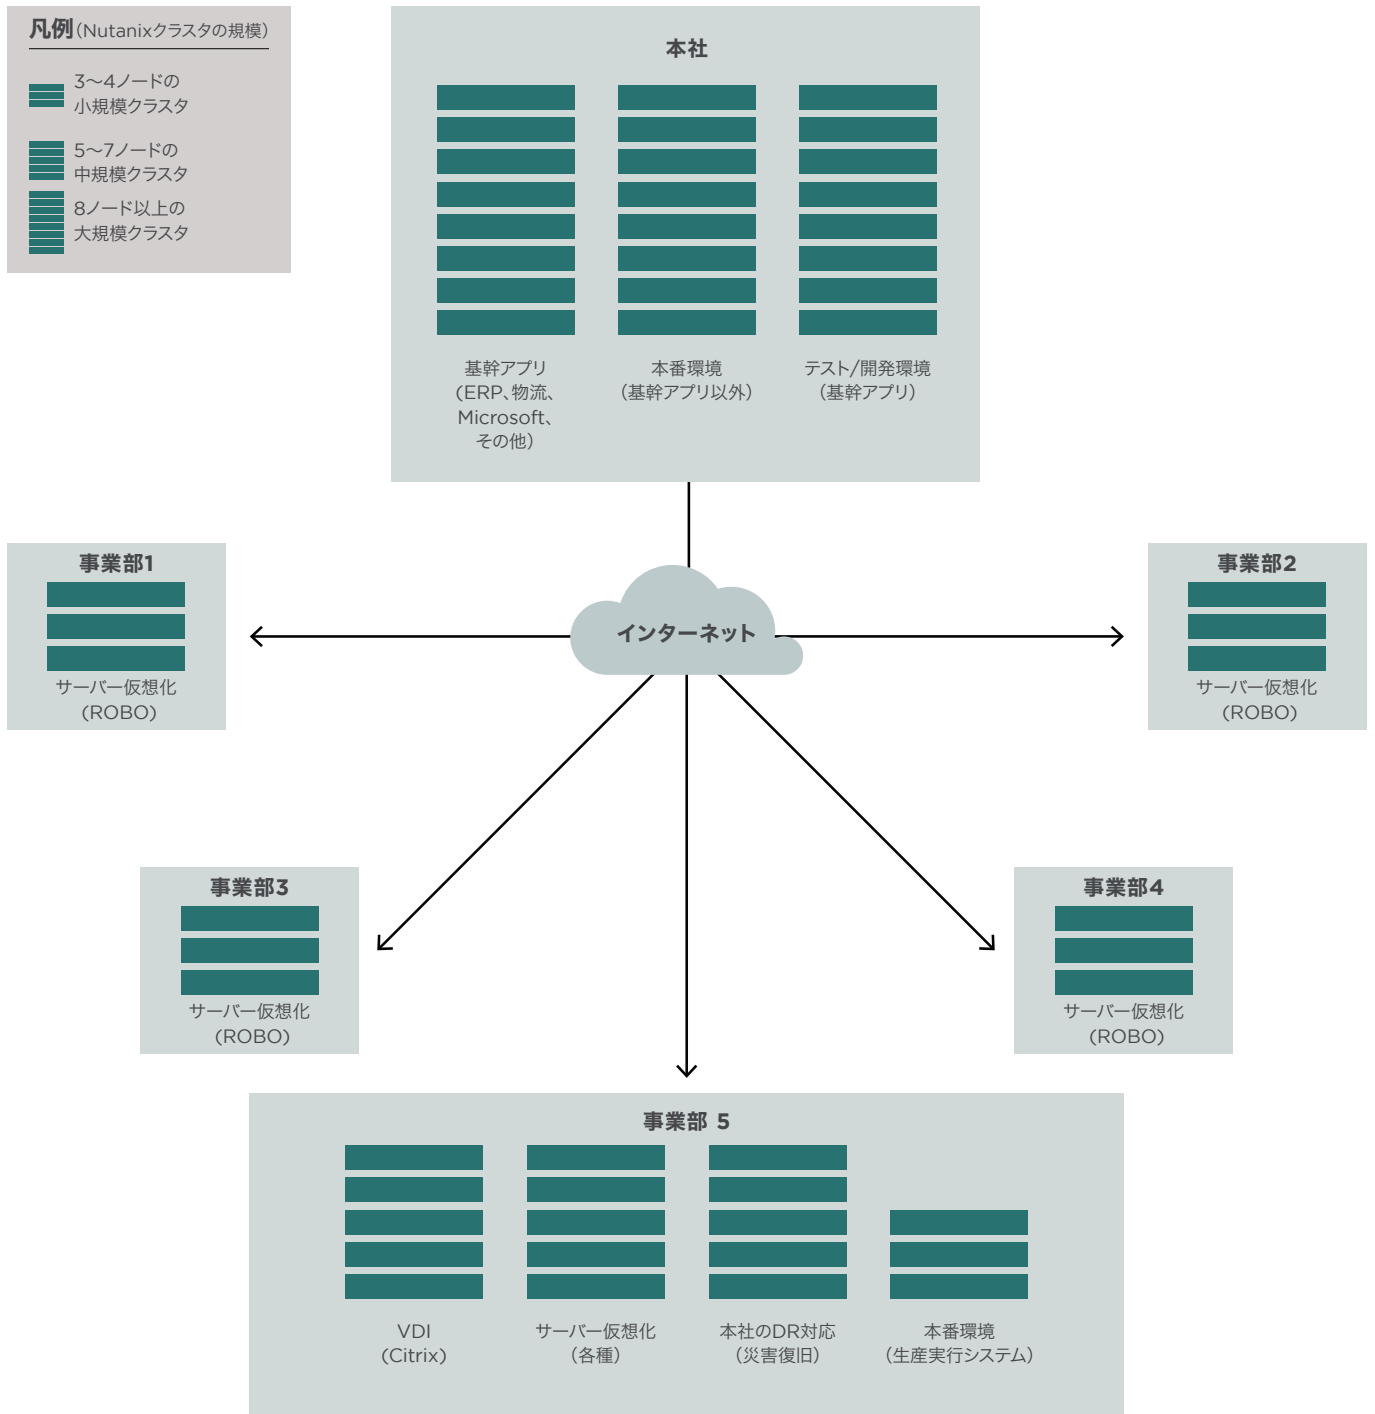 凡例(Nutanixクラスタの規模)
3〜4ノードの
小規模クラスタ
5〜7ノードの
中規模クラスタ
8ノード以上の
大規模クラスタ
本社
基幹アプリ
(ERP、物流、
Microsoft、
その他)
本番環境
(基幹アプリ以外)
テスト/開発環境
(基幹アプリ)
インターネット
事業部1
サーバー仮想化
(ROBO)
事業部2
サーバー仮想化
(ROBO)
事業部3
サーバー仮想化
(ROBO)
事業部4
サーバー仮想化
(ROBO)
事業部 5
VDI
(Citrix)
サーバー仮想化
(各種)
本社のDR対応
(災害復旧)
本番環境
(生産実行システム)